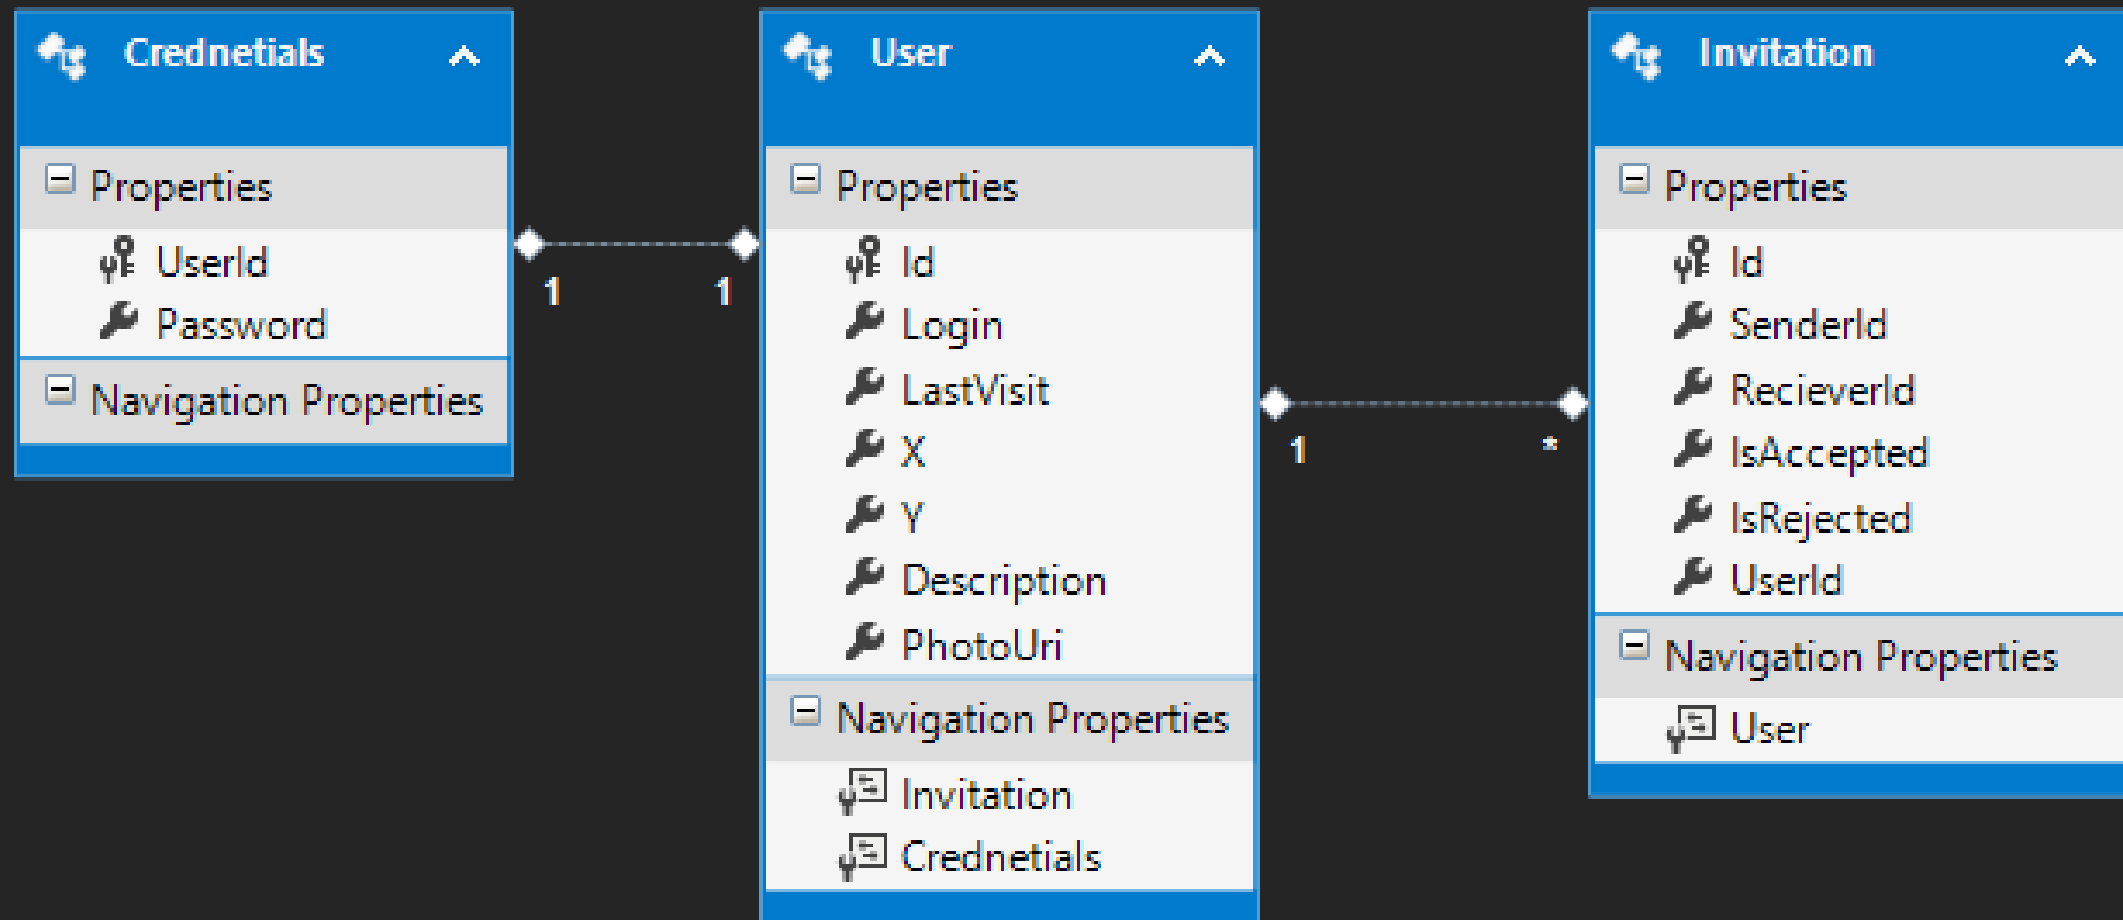 Crednetials
Properties
UserId
Password
Navigation Properties
1
1
User
Properties
Id
Login
LastVisit
X
Y
Description
PhotoUri
Navigation Properties
Invitation
Crednetials
1
*
Invitation
Properties
Id
SenderId
RecieverId
IsAccepted
IsRejected
UserId
Navigation Properties
User